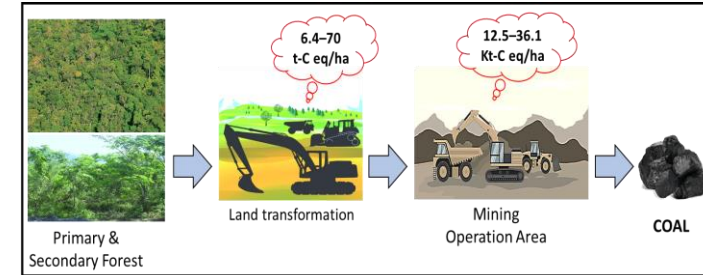 6.4–70
t-C eq/ha
12.5–36.1
Kt-C eq/ha
Primary &
Secondary Forest
Land transformation
Mining
Operation Area
COAL